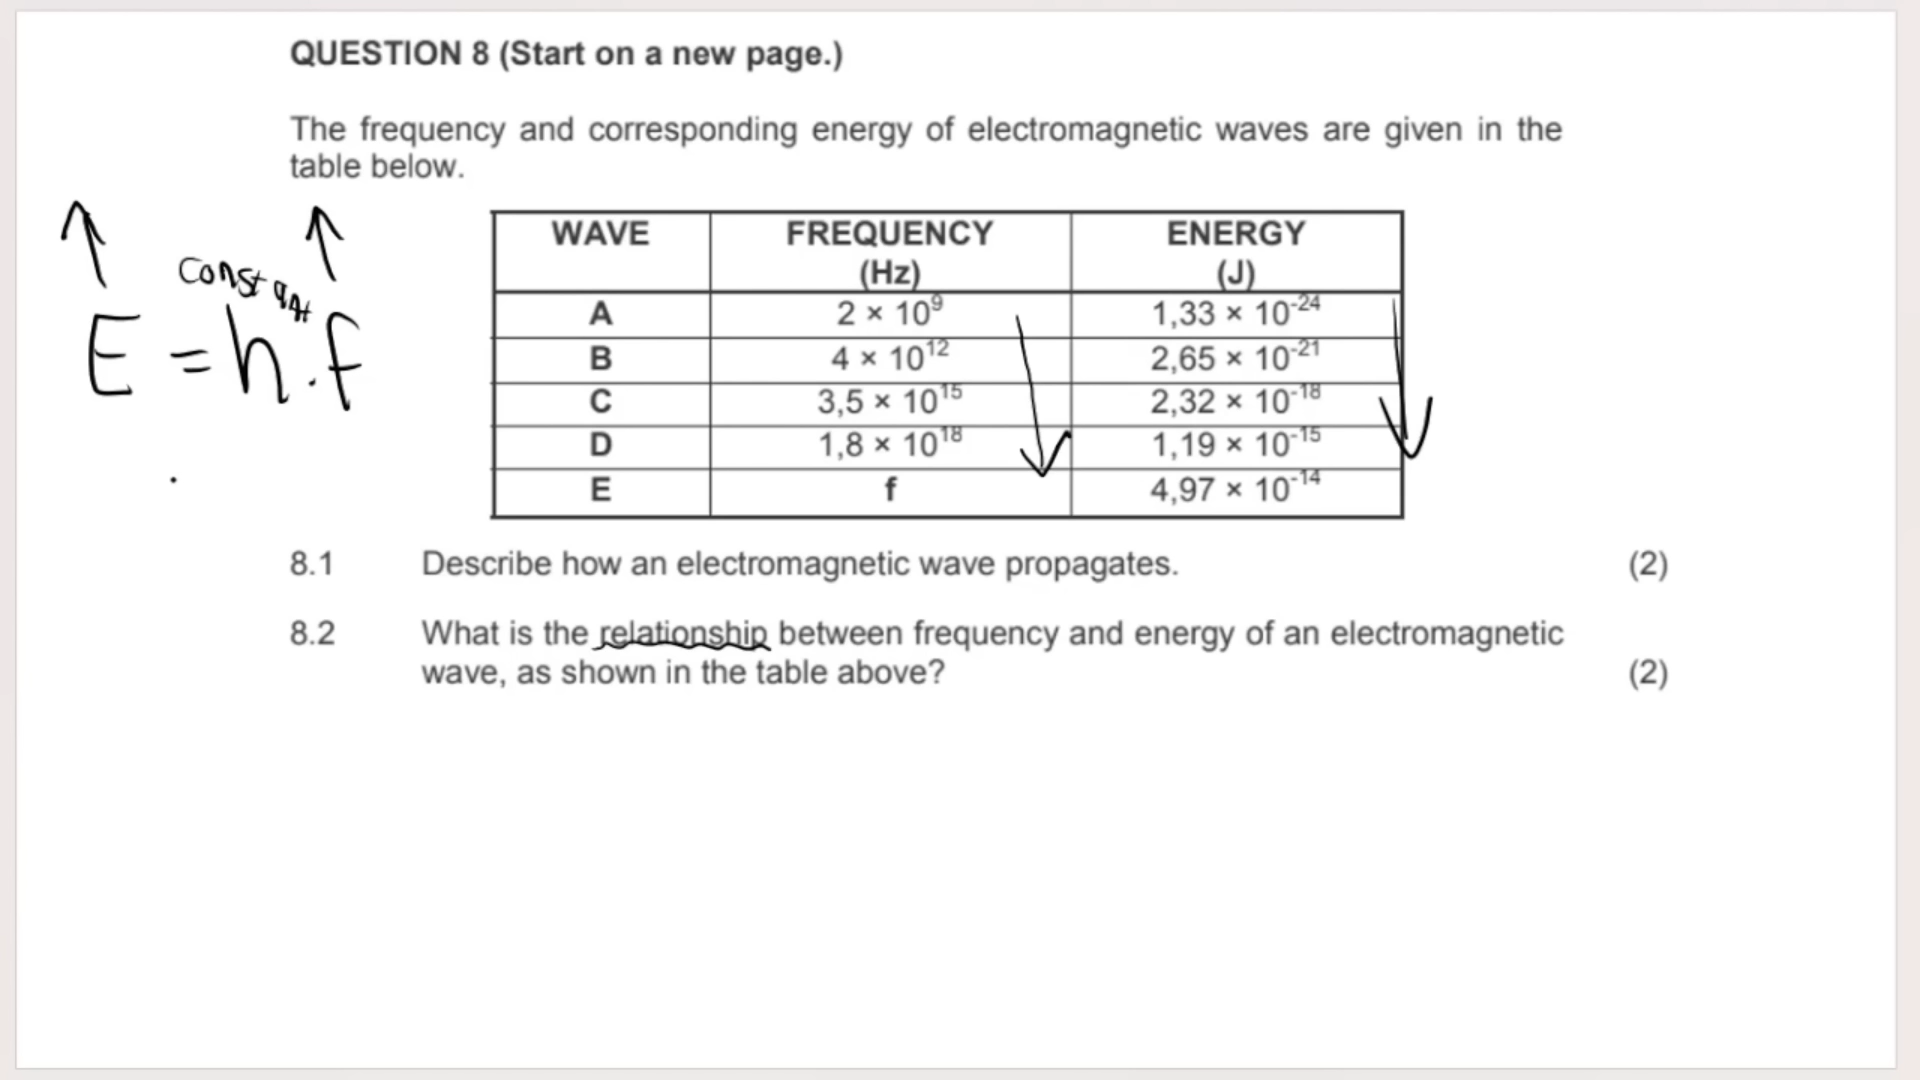 QUESTION 8 (Start on a new page.)
The frequency and corresponding energy of electromagnetic waves are given in the
table below.
constant
E = h.f
WAVE FREQUENCY (Hz) ENERGY (J)
A 2 × 10⁹ 1,33 × 10⁻²⁴
B 4 × 10¹² 2,65 × 10⁻²¹
C 3,5 × 10¹⁵ 2,32 × 10⁻¹⁸
D 1,8 × 10¹⁸ 1,19 × 10⁻¹⁵
E f 4,97 × 10⁻¹⁴
8.1 Describe how an electromagnetic wave propagates. (2)
8.2 What is the relationship between frequency and energy of an electromagnetic
wave, as shown in the table above? (2)